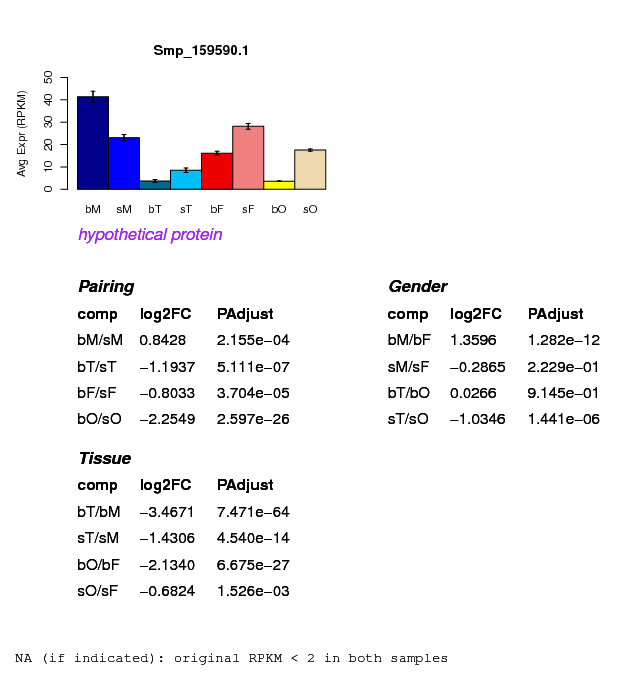 Smp_159590.1
Avg Expr (RPKM)
50
40
30
20
10
0
bM sM bT sT bF sF bO sO
hypothetical protein
Pairing
comp log2FC PAdjust
bM/sM 0.8428 2.155e−04
bT/sT −1.1937 5.111e−07
bF/sF −0.8033 3.704e−05
bO/sO −2.2549 2.597e−26
Gender
comp log2FC PAdjust
bM/bF 1.3596 1.282e−12
sM/sF −0.2865 2.229e−01
bT/bO 0.0266 9.145e−01
sT/sO −1.0346 1.441e−06
Tissue
comp log2FC PAdjust
bT/bM −3.4671 7.471e−64
sT/sM −1.4306 4.540e−14
bO/bF −2.1340 6.675e−27
sO/sF −0.6824 1.526e−03
NA (if indicated): original RPKM < 2 in both samples